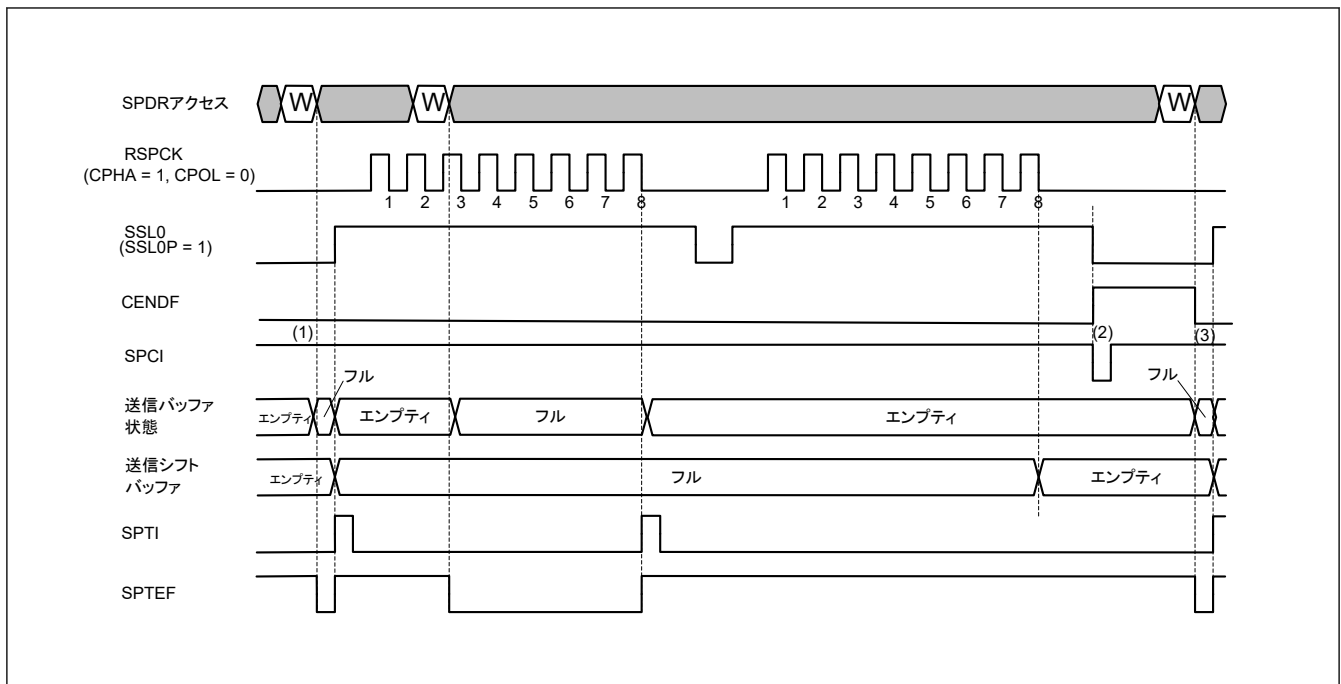 SPDRアクセス W W W
RSPCK
(CPHA = 1, CPOL = 0)
1 2 3 4 5 6 7 8 1 2 3 4 5 6 7 8
SSL0
(SSL0P = 1)
CENDF
(1) (2) (3)
SPCI
フル フル
送信バッファ
状態
エンプティ エンプティ フル エンプティ
送信シフト
バッファ
エンプティ フル エンプティ
SPTI
SPTEF